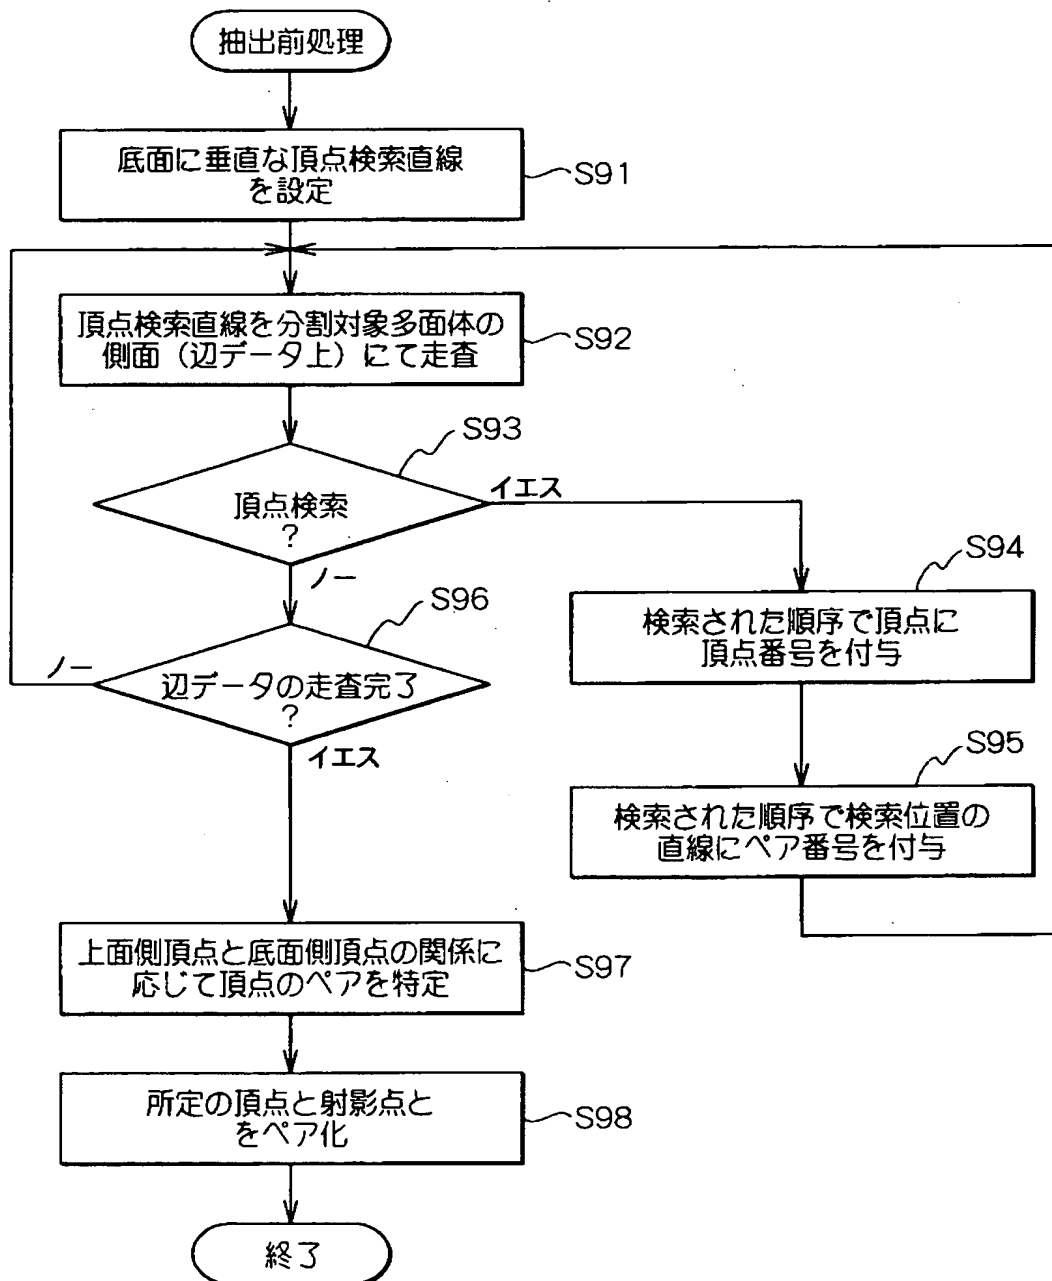 抽出前処理
底面に垂直な頂点検索直線
を設定
S91
頂点検索直線を分割対象多面体の
側面（辺データ上）にて走査
S92
S93
頂点検索
?
イエス
ノー
S94
検索された順序で頂点に
頂点番号を付与
S96
ノー
辺データの走査完了
?
イエス
S95
検索された順序で検索位置の
直線にペア番号を付与
上面側頂点と底面側頂点の関係に
応じて頂点のペアを特定
S97
所定の頂点と射影点と
をペア化
S98
終了